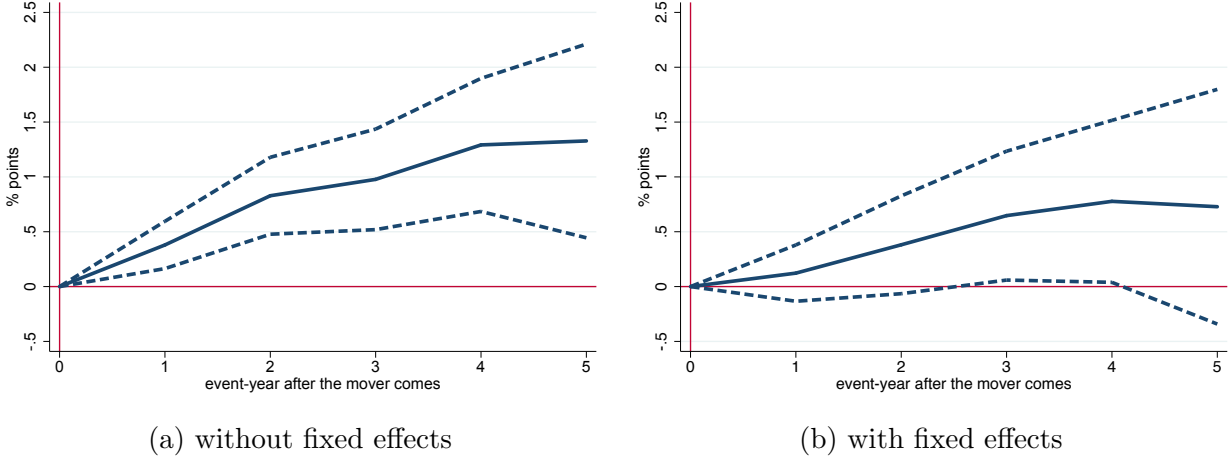 2.5
2
1.5
1
.5
0
-.5
% points
0 1 2 3 4 5
event-year after the mover comes
(a) without fixed effects
2.5
2
1.5
1
.5
0
-.5
% points
0 1 2 3 4 5
event-year after the mover comes
(b) with fixed effects